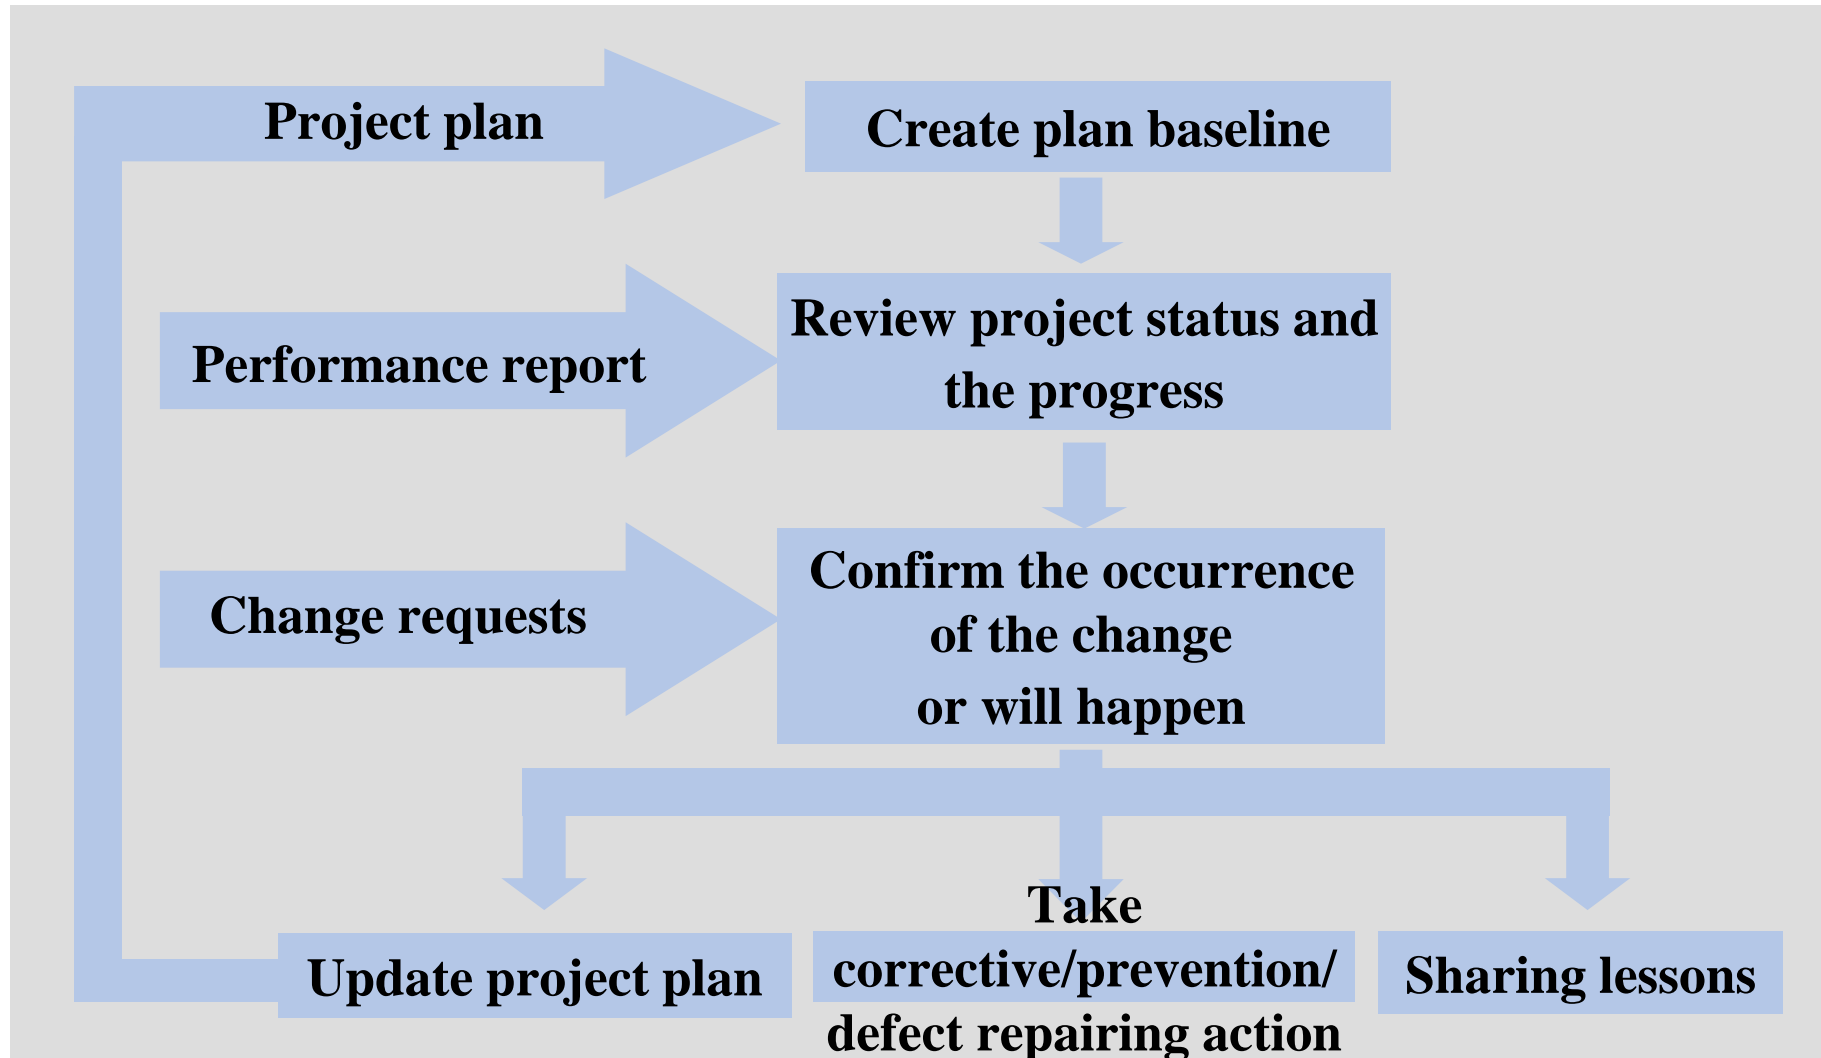 Project plan
Create plan baseline
Performance report
Review project status and
the progress
Change requests
Confirm the occurrence
of the change
or will happen
Update project plan
Take
corrective/prevention/
defect repairing action
Sharing lessons